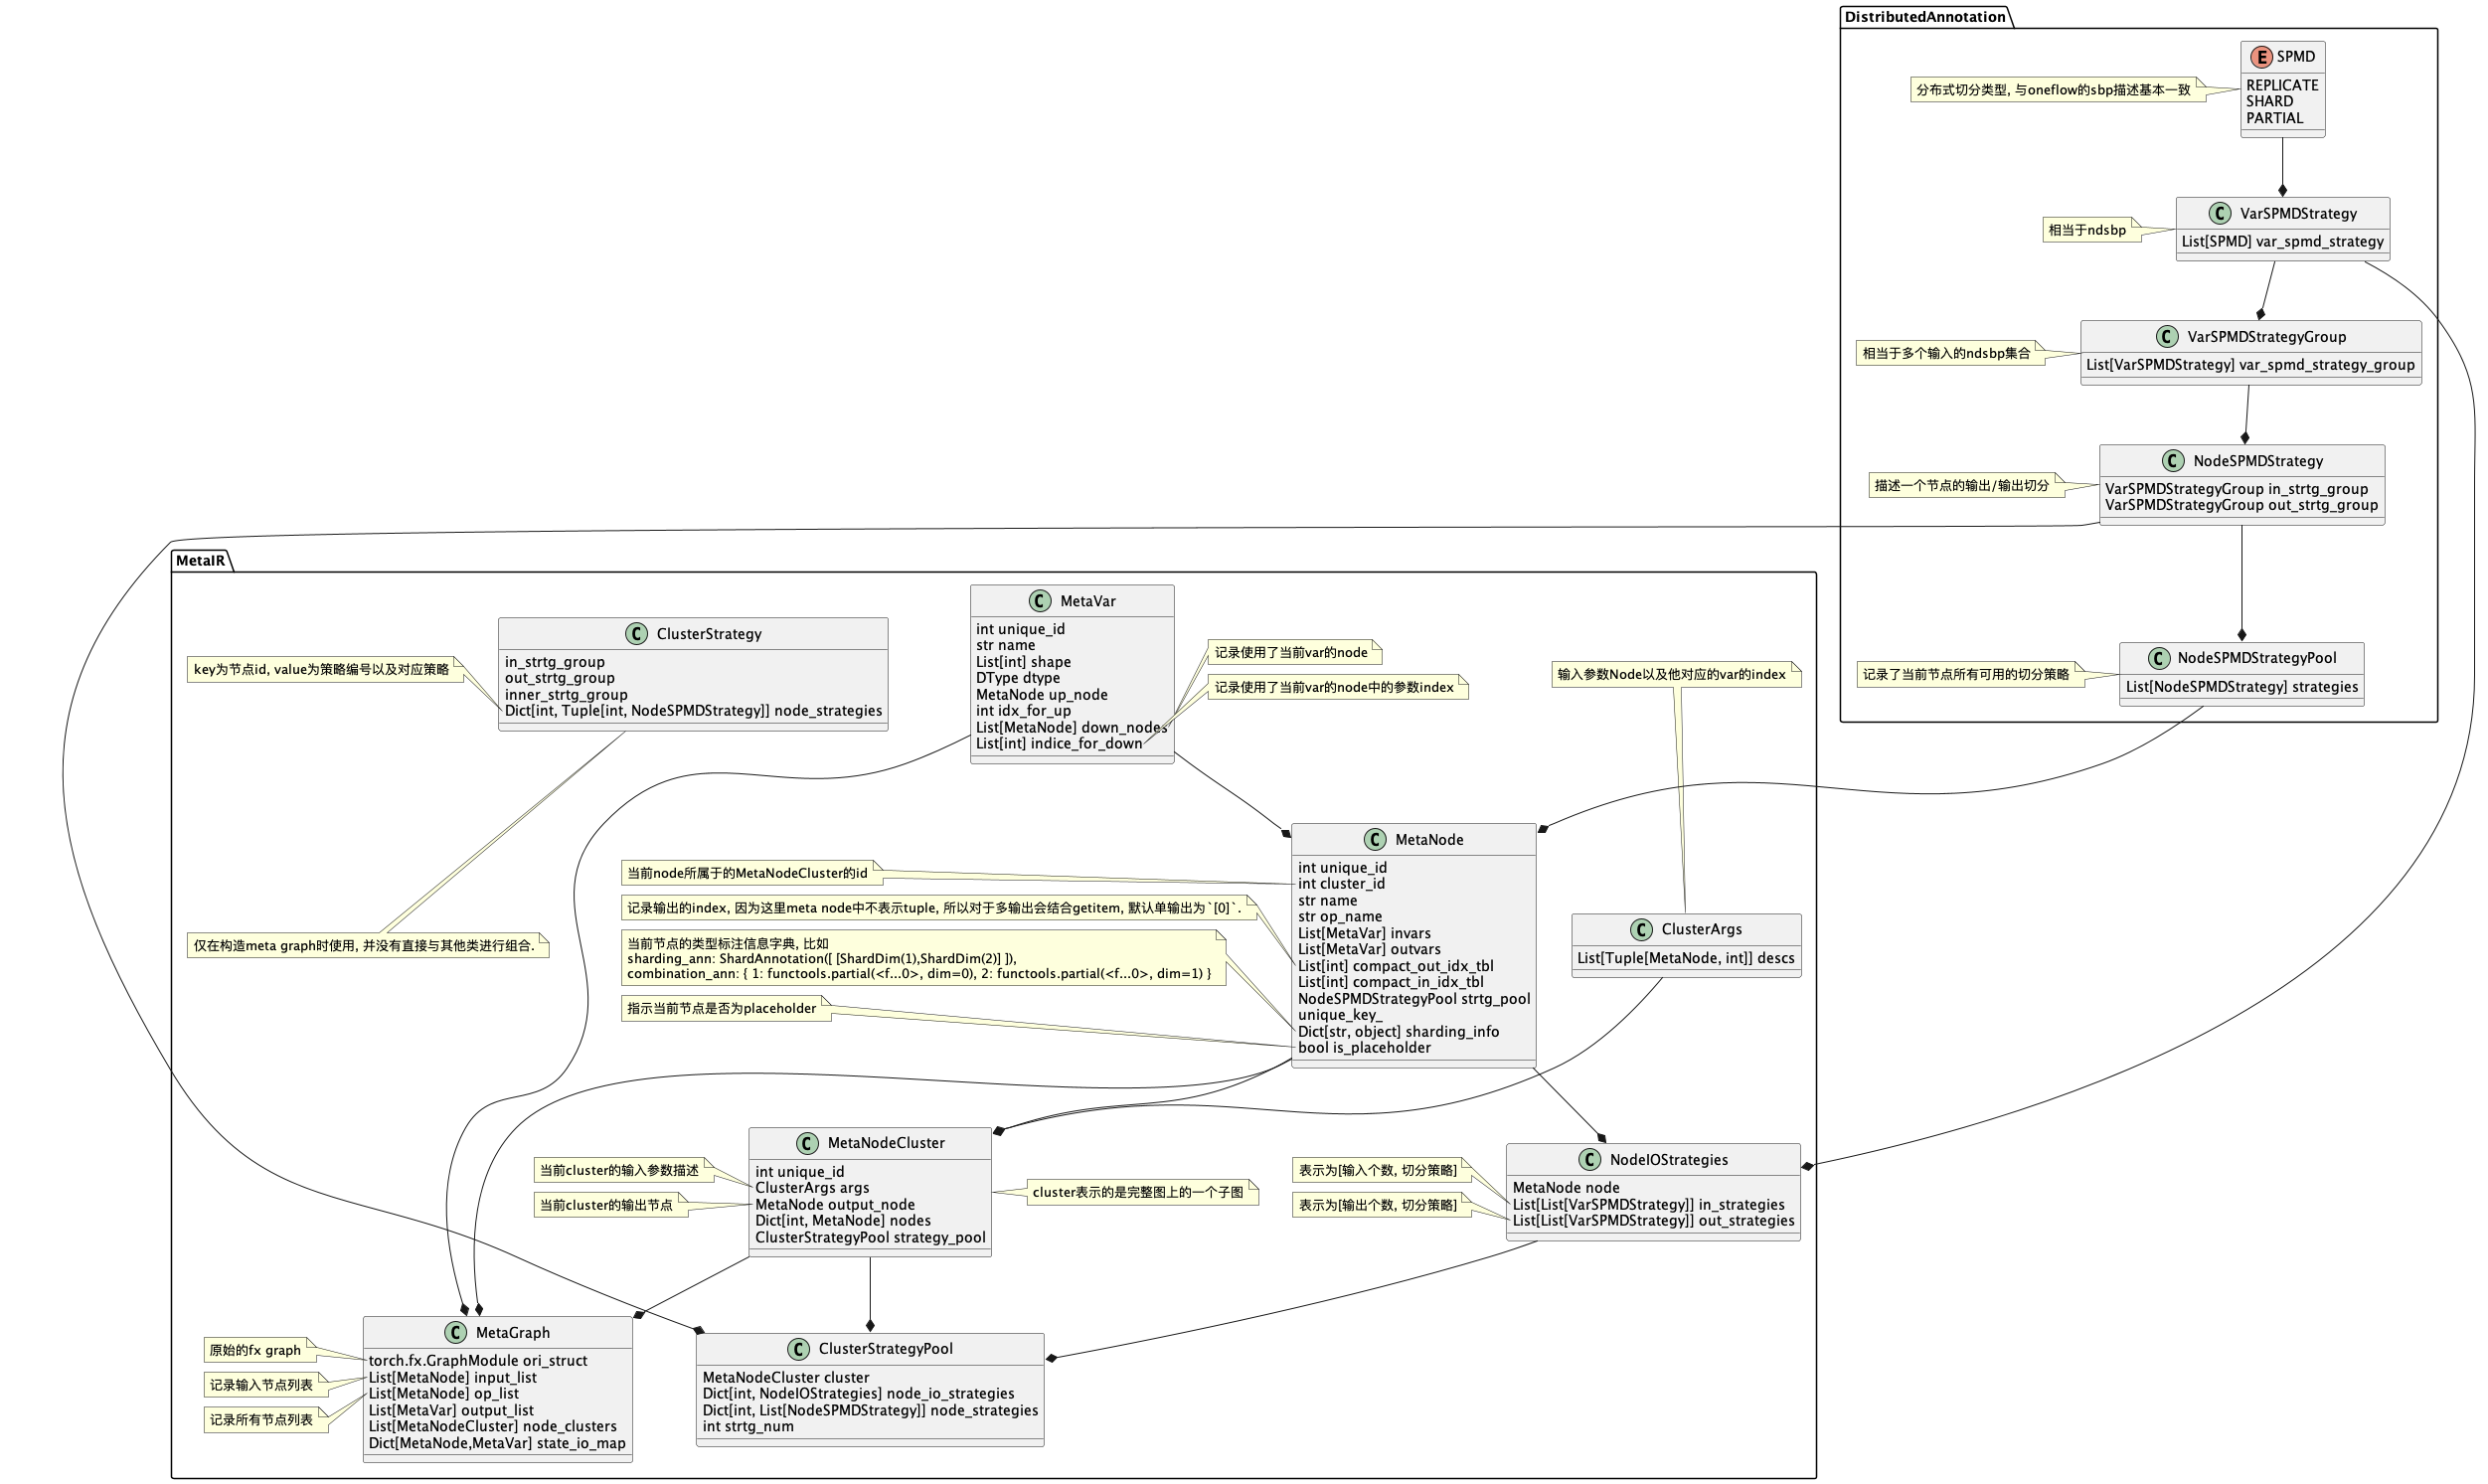 DistributedAnnotation
SPMD
REPLICATE
SHARD
PARTIAL
分布式切分类型, 与oneflow的sbp描述基本一致
VarSPMDStrategy
List[SPMD] var_spmd_strategy
相当于ndsbp
VarSPMDStrategyGroup
List[VarSPMDStrategy] var_spmd_strategy_group
相当于多个输入的ndsbp集合
NodeSPMDStrategy
VarSPMDStrategyGroup in_strtg_group
VarSPMDStrategyGroup out_strtg_group
描述一个节点的输出/输出切分
NodeSPMDStrategyPool
List[NodeSPMDStrategy] strategies
记录了当前节点所有可用的切分策略
MetaIR
ClusterStrategy
in_strtg_group
out_strtg_group
inner_strtg_group
Dict[int, Tuple[int, NodeSPMDStrategy]] node_strategies
key为节点id, value为策略编号以及对应策略
仅在构造meta graph时使用, 并没有直接与其他类进行组合.
MetaVar
int unique_id
str name
List[int] shape
DType dtype
MetaNode up_node
int idx_for_up
List[MetaNode] down_nodes
List[int] indice_for_down
记录使用了当前var的node
记录使用了当前var的node中的参数index
输入参数Node以及他对应的var的index
ClusterArgs
List[Tuple[MetaNode, int]] descs
MetaNode
int unique_id
int cluster_id
str name
str op_name
List[MetaVar] invars
List[MetaVar] outvars
List[int] compact_out_idx_tbl
List[int] compact_in_idx_tbl
NodeSPMDStrategyPool strtg_pool
unique_key_
Dict[str, object] sharding_info
bool is_placeholder
当前node所属于的MetaNodeCluster的id
记录输出的index, 因为这里meta node中不表示tuple, 所以对于多输出会结合getitem, 默认单输出为`[0]`.
当前节点的类型标注信息字典, 比如
sharding_ann: ShardAnnotation([ [ShardDim(1),ShardDim(2)] ]),
combination_ann: { 1: functools.partial(<f...0>, dim=0), 2: functools.partial(<f...0>, dim=1) }
指示当前节点是否为placeholder
MetaNodeCluster
int unique_id
ClusterArgs args
MetaNode output_node
Dict[int, MetaNode] nodes
ClusterStrategyPool strategy_pool
当前cluster的输入参数描述
当前cluster的输出节点
cluster表示的是完整图上的一个子图
NodeIOStrategies
MetaNode node
List[List[VarSPMDStrategy]] in_strategies
List[List[VarSPMDStrategy]] out_strategies
表示为[输入个数, 切分策略]
表示为[输出个数, 切分策略]
MetaGraph
torch.fx.GraphModule ori_struct
List[MetaNode] input_list
List[MetaNode] op_list
List[MetaVar] output_list
List[MetaNodeCluster] node_clusters
Dict[MetaNode,MetaVar] state_io_map
原始的fx graph
记录输入节点列表
记录所有节点列表
ClusterStrategyPool
MetaNodeCluster cluster
Dict[int, NodeIOStrategies] node_io_strategies
Dict[int, List[NodeSPMDStrategy]] node_strategies
int strtg_num